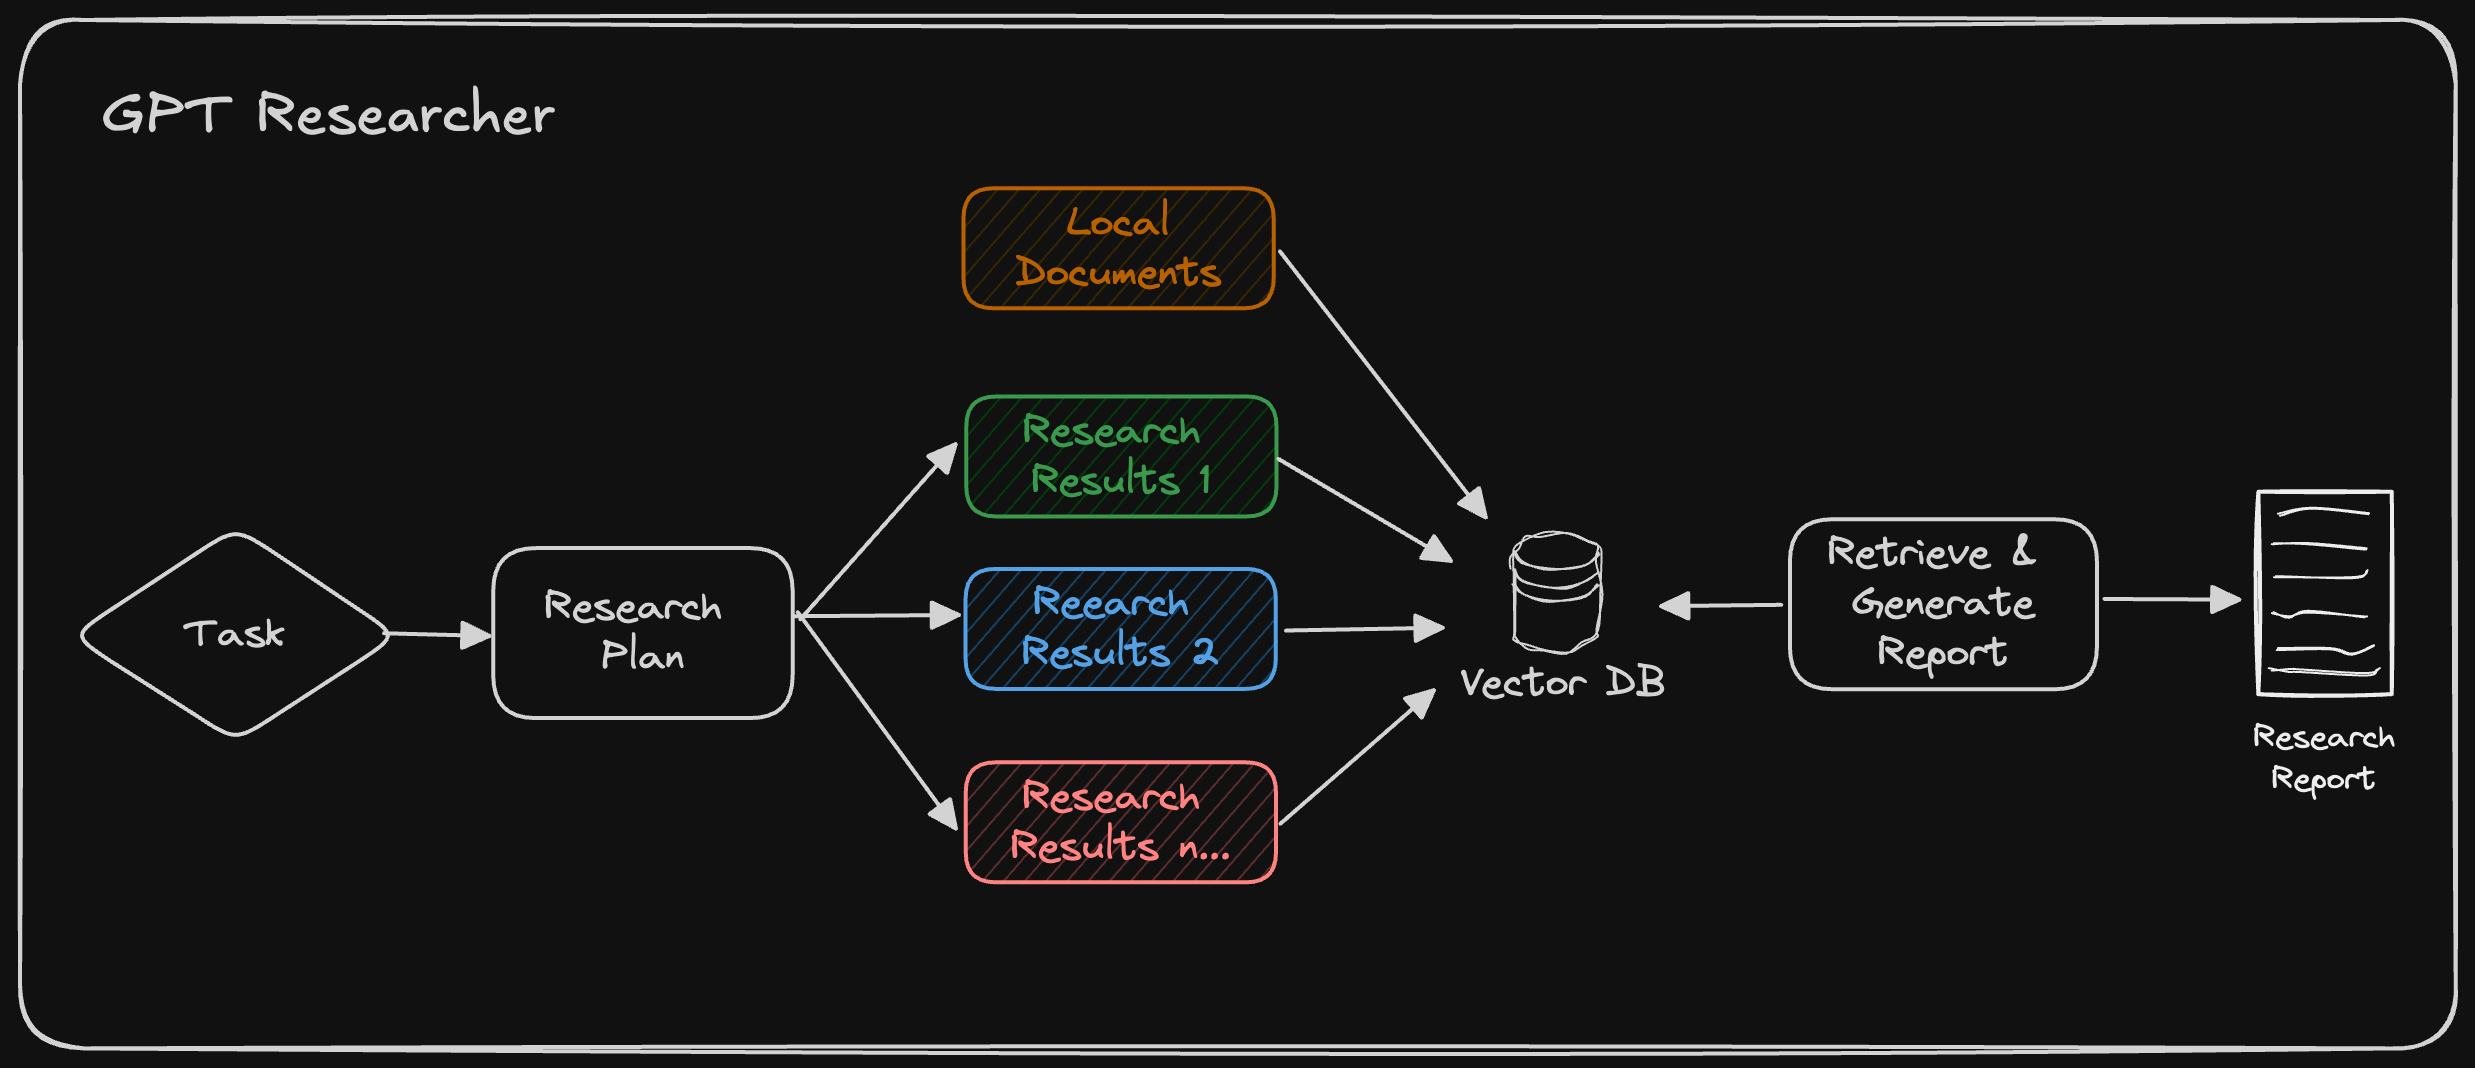 GPT Researcher
Local
Documents
Research
Results 1
Task
Research
Plan
Reearch
Results 2
Research
Results n...
Vector DB
Retrieve &
Generate
Report
Research
Report